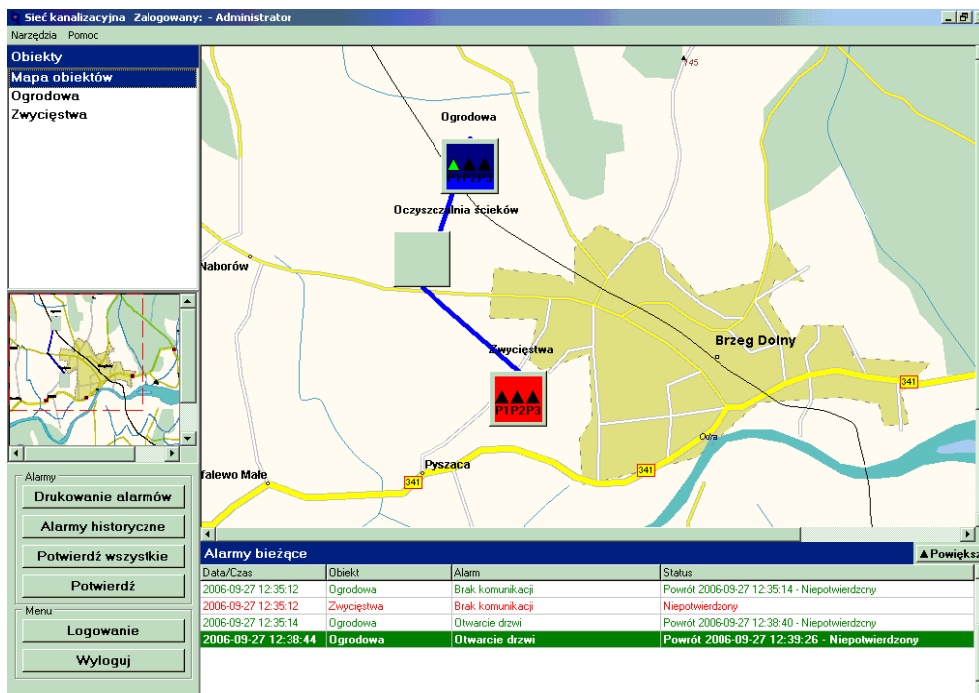 Sieć kanalizacyjna Zalogowany: - Administrator
Narzędzia Pomoc
Obiekty
Mapa obiektów
Ogrodowa
Zwycięstwa
145
Ogrodowa
P1P2P3
Oczyszczalnia ścieków
Naborów
Zwycięstwa
P1P2P3
Brzeg Dolny
341
Odra
341
Pyszaca
341
falewo Małe
Alarmy
Drukowanie alarmów
Alarmy historyczne
Potwierdź wszystkie
Potwierdź
Menu
Logowanie
Wyloguj
Alarmy bieżące ▲Powiększ
Data/Czas Obiekt Alarm Status
2006-09-27 12:35:12 Ogrodowa Brak komunikacji Powrót 2006-09-27 12:35:14 - Niepotwierdzony
2006-09-27 12:35:12 Zwycięstwa Brak komunikacji Niepotwierdzony
2006-09-27 12:35:14 Ogrodowa Otwarcie drzwi Powrót 2006-09-27 12:38:40 - Niepotwierdzony
2006-09-27 12:38:44 Ogrodowa Otwarcie drzwi Powrót 2006-09-27 12:39:26 - Niepotwierdzony